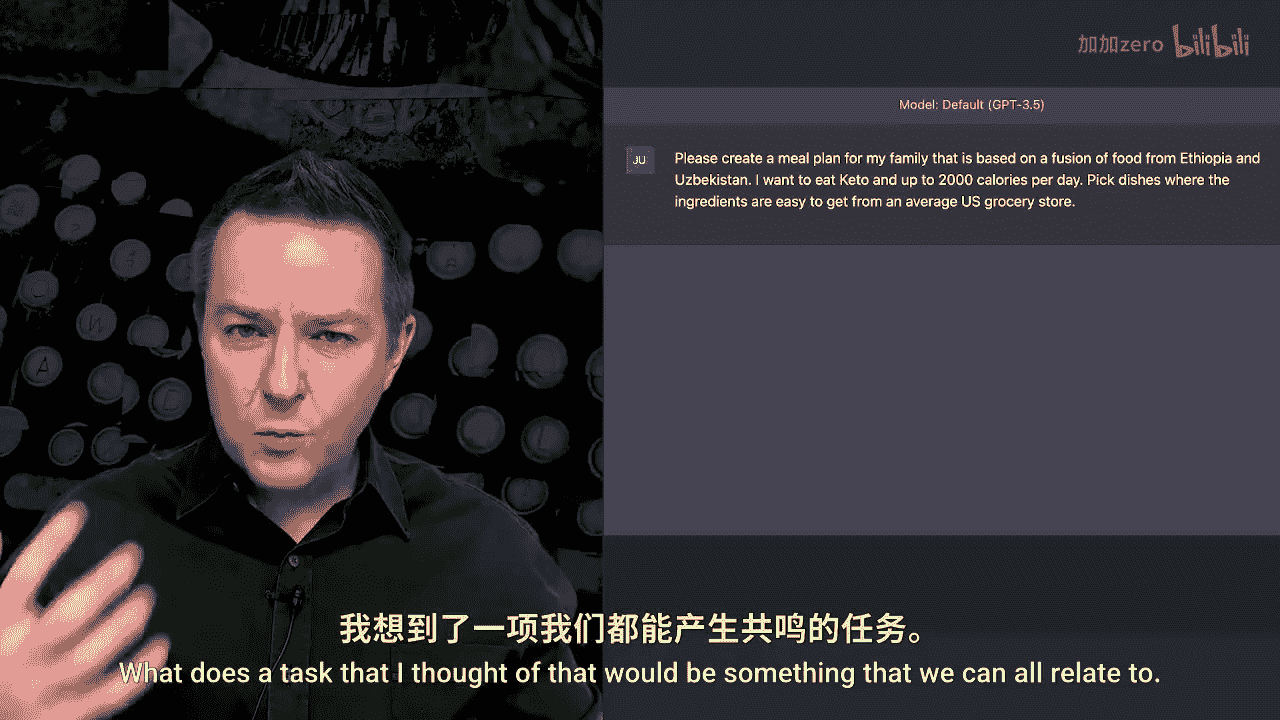 加加zero bilibili
Model: Default (GPT-3.5)
JU
Please create a meal plan for my family that is based on a fusion of food from Ethiopia and
Uzbekistan. I want to eat Keto and up to 2000 calories per day. Pick dishes where the
ingredients are easy to get from an average US grocery store.
我想到了一项我们都能产生共鸣的任务。
What does a task that I thought of that would be something that we can all relate to.